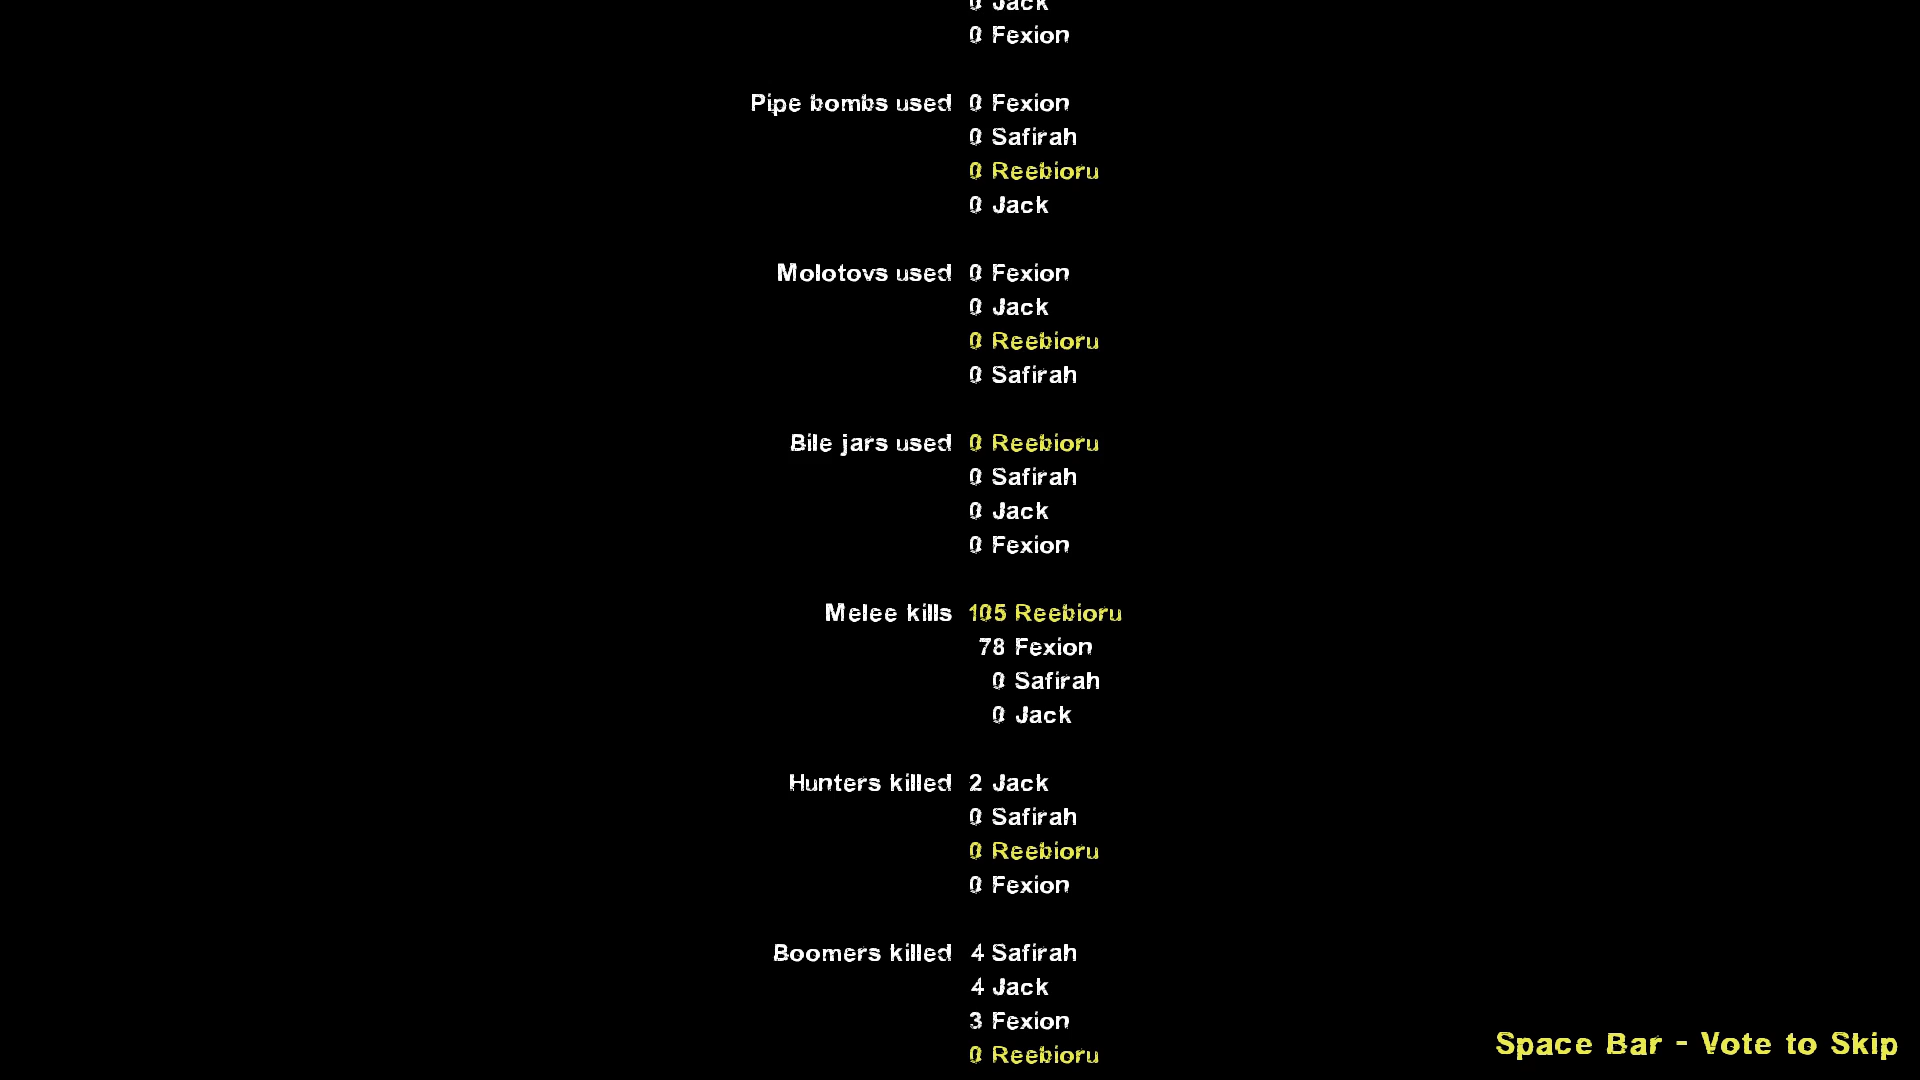 0 Jack
0 Fexion
Pipe bombs used 0 Fexion
0 Safirah
0 Reebioru
0 Jack
Molotovs used 0 Fexion
0 Jack
0 Reebioru
0 Safirah
Bile jars used 0 Reebioru
0 Safirah
0 Jack
0 Fexion
Melee kills 105 Reebioru
78 Fexion
0 Safirah
0 Jack
Hunters killed 2 Jack
0 Safirah
0 Reebioru
0 Fexion
Boomers killed 4 Safirah
4 Jack
3 Fexion
0 Reebioru
Space Bar - Vote to Skip